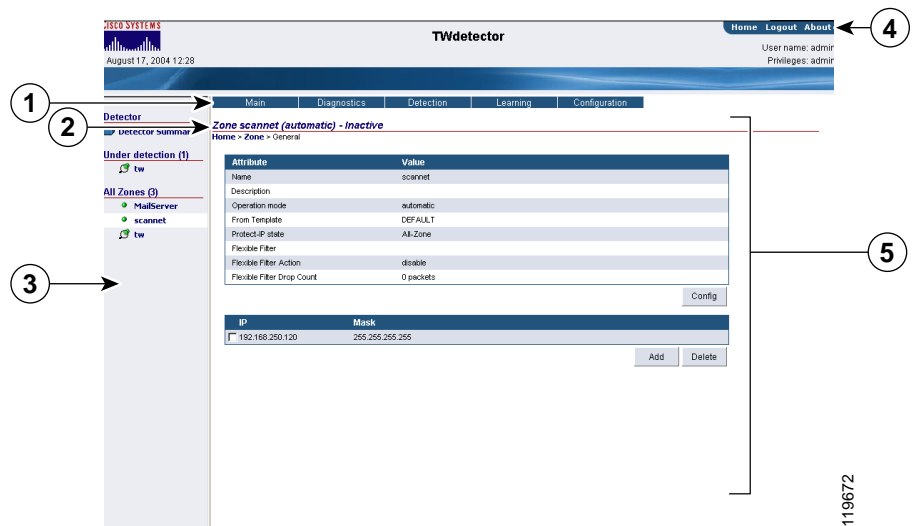 CISCO SYSTEMS
TWdetector
Home Logout About
August 17, 2004 12:28
User name: admin
Privileges: admin
4
1
Main Diagnostics Detection Learning Configuration
2
Detector
Detector Summar
Zone scannet (automatic) - Inactive
Home > Zone > General
Under detection (1)
tw
All Zones (3)
MailServer
scannet
tw
3
Attribute Value
Name scannet
Description
Operation mode automatic
From Template DEFAULT
Protect-IP state All-Zone
Flexible Filter
Flexible Filter Action disable
Flexible Filter Drop Count 0 packets
Config
5
IP Mask
192.168.250.120 255.255.255.255
Add Delete
119672